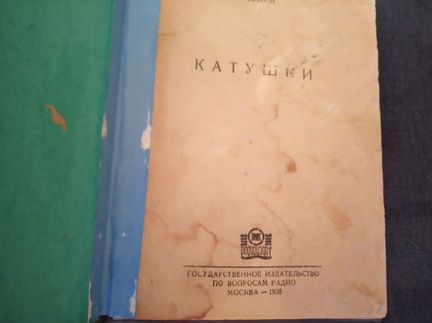 КАТУШКИ
ГОСУДАРСТВЕННОЕ ИЗДАТЕЛЬСТВО
ПО ВОПРОСАМ РАДИО
МОСКВА — 1938